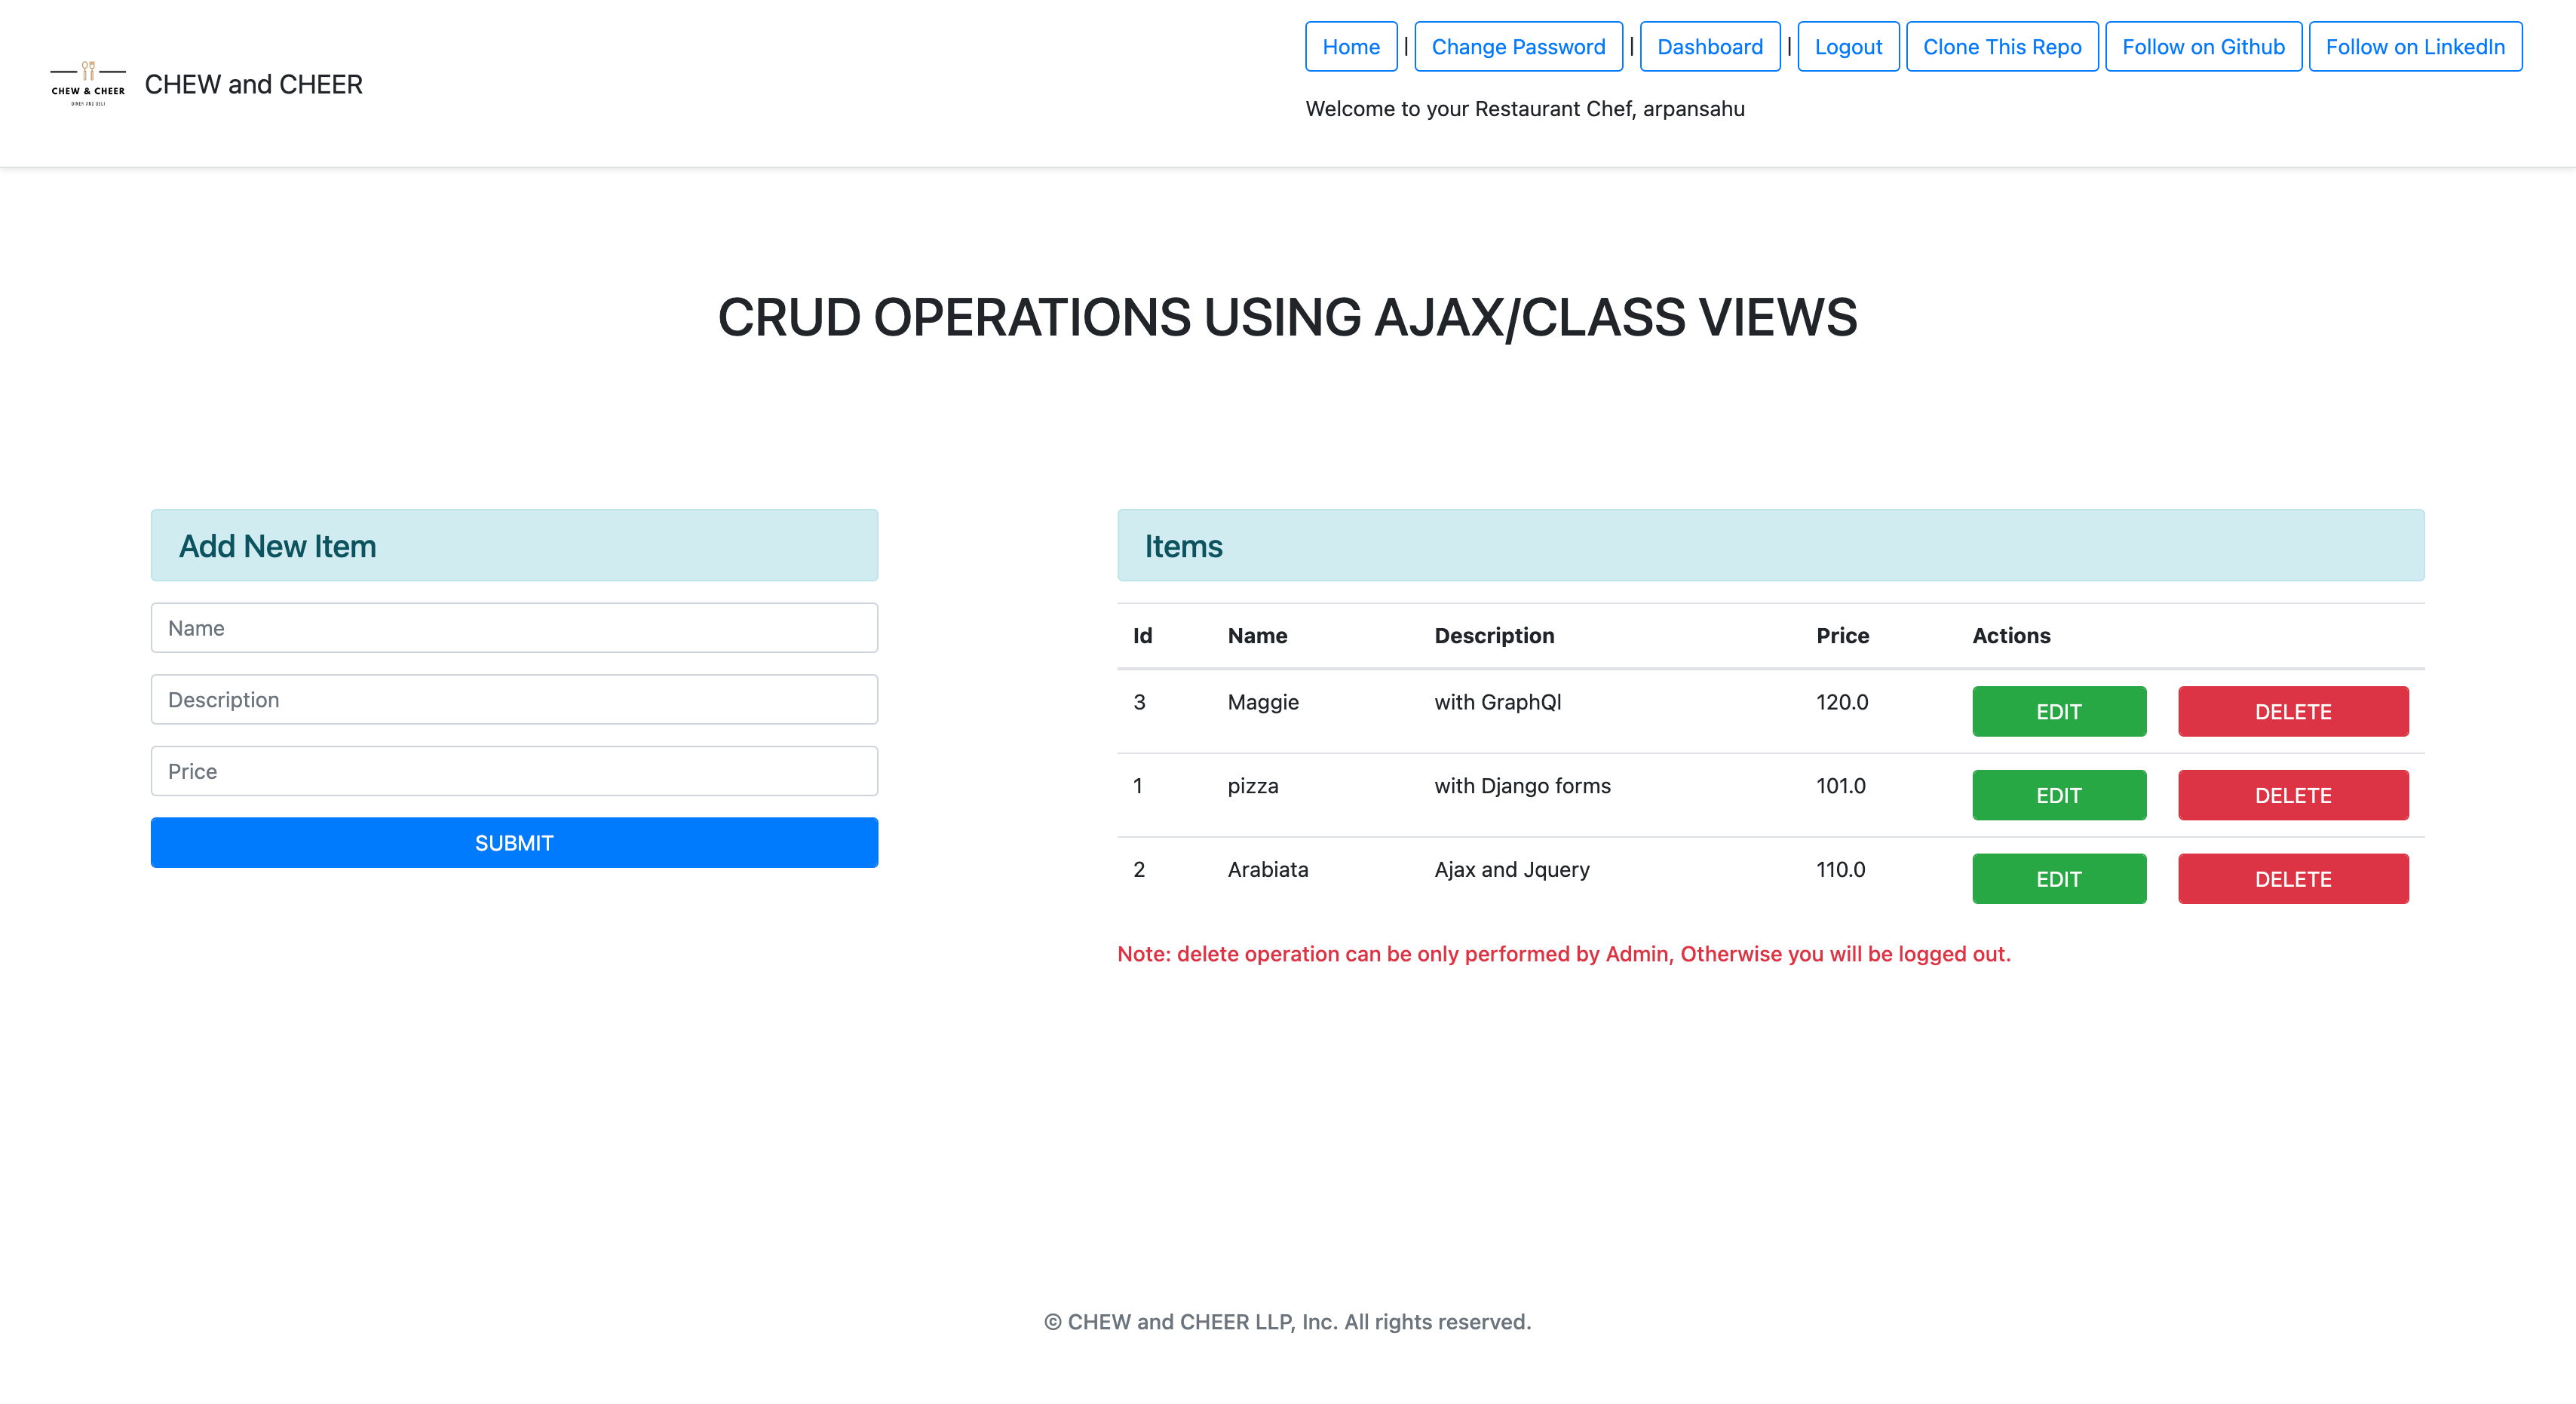 Home | Change Password | Dashboard | Logout Clone This Repo Follow on Github Follow on LinkedIn
CHEW & CHEER
CHEW and CHEER
Welcome to your Restaurant Chef, arpansahu
CRUD OPERATIONS USING AJAX/CLASS VIEWS
Add New Item
Name
Description
Price
SUBMIT
Items
Id Name Description Price Actions
3 Maggie with GraphQl 120.0 EDIT DELETE
1 pizza with Django forms 101.0 EDIT DELETE
2 Arabiata Ajax and Jquery 110.0 EDIT DELETE
Note: delete operation can be only performed by Admin, Otherwise you will be logged out.
© CHEW and CHEER LLP, Inc. All rights reserved.